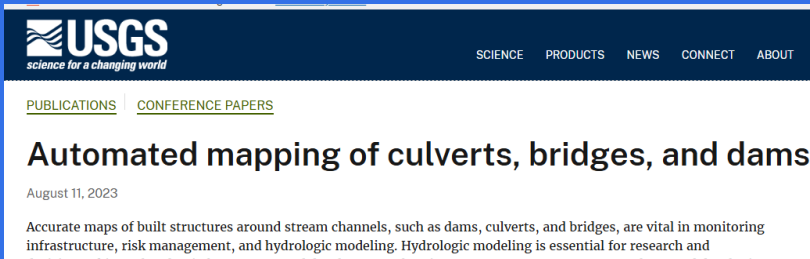 USGS
science for a changing world
SCIENCE PRODUCTS NEWS CONNECT ABOUT
PUBLICATIONS CONFERENCE PAPERS
Automated mapping of culverts, bridges, and dams
August 11, 2023
Accurate maps of built structures around stream channels, such as dams, culverts, and bridges, are vital in monitoring
infrastructure, risk management, and hydrologic modeling. Hydrologic modeling is essential for research and